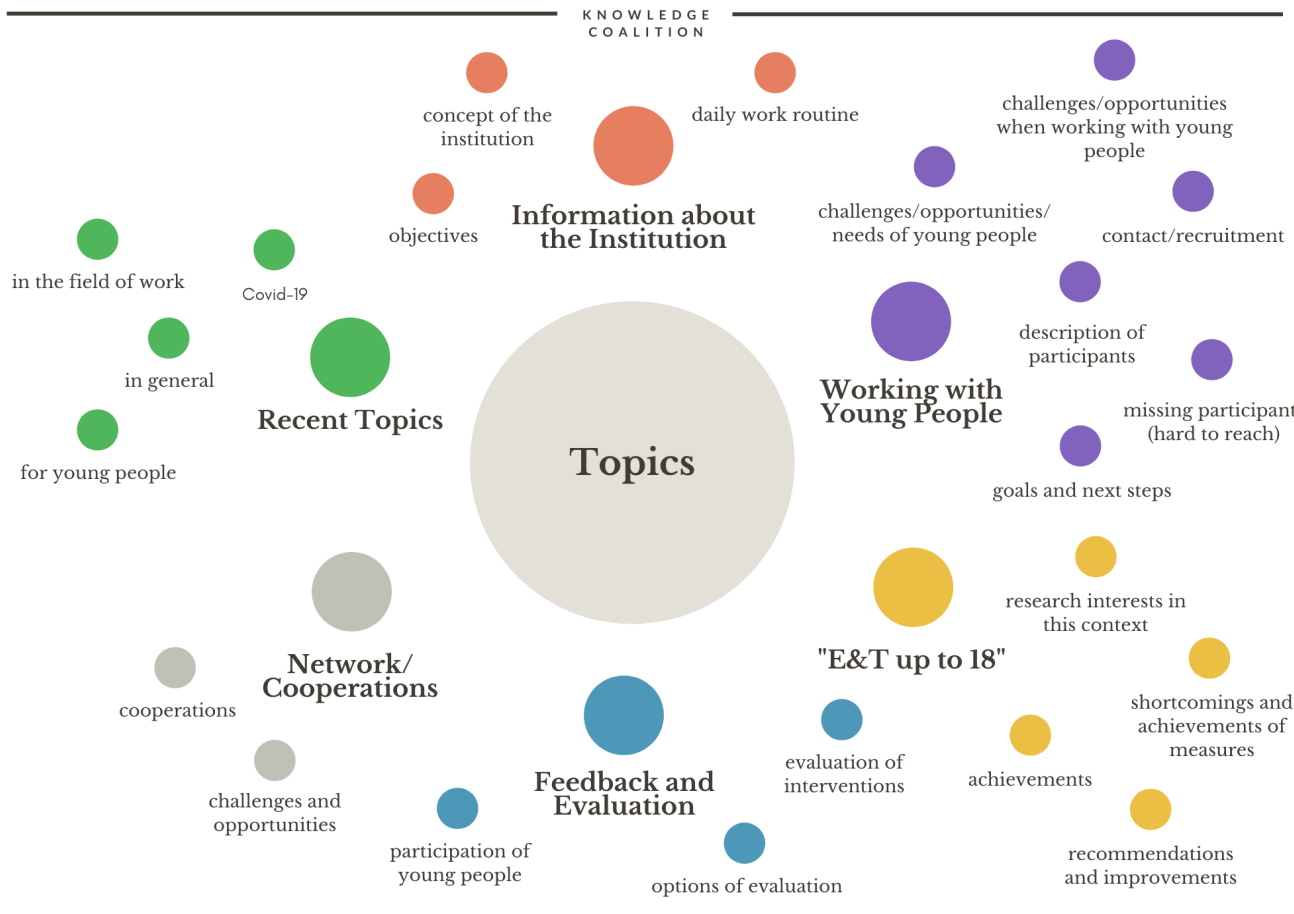 KNOWLEDGE
COALITION
concept of the
institution
daily work routine
challenges/opportunities
when working with young
people
objectives
Information about
the Institution
challenges/opportunities/
needs of young people
contact/recruitment
in the field of work
Covid-19
in general
Recent Topics
for young people
description of
participants
Working with
Young People
missing participant
(hard to reach)
goals and next steps
Topics
research interests in
this context
"E&T up to 18"
shortcomings and
achievements of
measures
achievements
recommendations
and improvements
Network/
Cooperations
cooperations
challenges and
opportunities
Feedback and
Evaluation
evaluation of
interventions
participation of
young people
options of evaluation